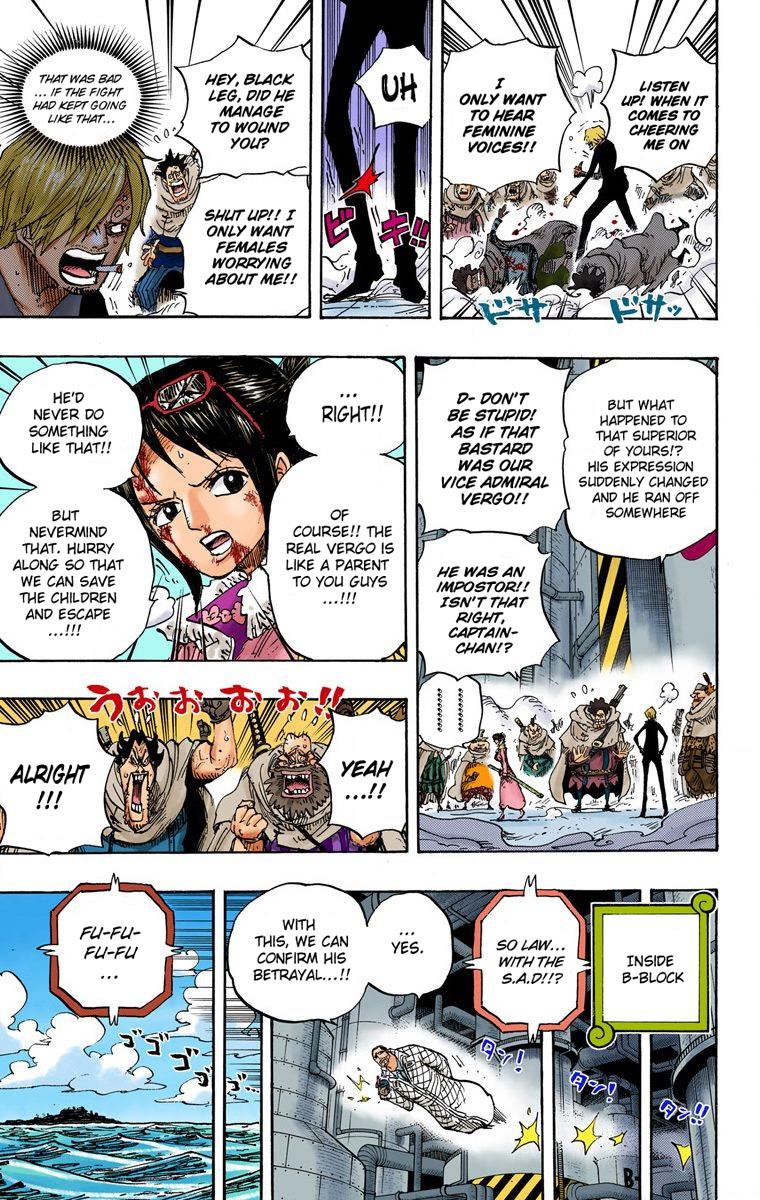 LISTEN
UP! WHEN IT
COMES TO
CHEERING
ME ON
I
ONLY WANT
TO HEAR
FEMININE
VOICES!!
ドサッ
ドサ
UH
ビキ!!
HEY, BLACK
LEG, DID HE
MANAGE
TO WOUND
YOU?
SHUT UP!! I
ONLY WANT
FEMALES
WORRYING
ABOUT ME!!
THAT WAS BAD
... IF THE FIGHT
HAD KEPT GOING
LIKE THAT...
BUT WHAT
HAPPENED TO
THAT SUPERIOR
OF YOURS!?
HIS EXPRESSION
SUDDENLY CHANGED
AND HE RAN OFF
SOMEWHERE
D- DON'T
BE STUPID!
AS IF THAT
BASTARD
WAS OUR
VICE ADMIRAL
VERGO!!
HE WAS AN
IMPOSTOR!!
ISN'T THAT
RIGHT,
CAPTAIN-
CHAN!?
...
RIGHT!!
OF
COURSE!! THE
REAL VERGO IS
LIKE A PARENT
TO YOU GUYS
...!!!
HE'D
NEVER DO
SOMETHING
LIKE THAT!!
BUT
NEVERMIND
THAT. HURRY
ALONG SO THAT
WE CAN SAVE
THE CHILDREN
AND ESCAPE
...!!!
うおおおお!!
YEAH
...!!
ALRIGHT
!!!
INSIDE
B-BLOCK
タン!!
タン!
タン!
B-
SO LAW...
WITH THE
S.A.D!!?
...
YES.
WITH
THIS, WE CAN
CONFIRM HIS
BETRAYAL...!!
FU-FU-
FU-FU
...
ゴゴゴゴ...